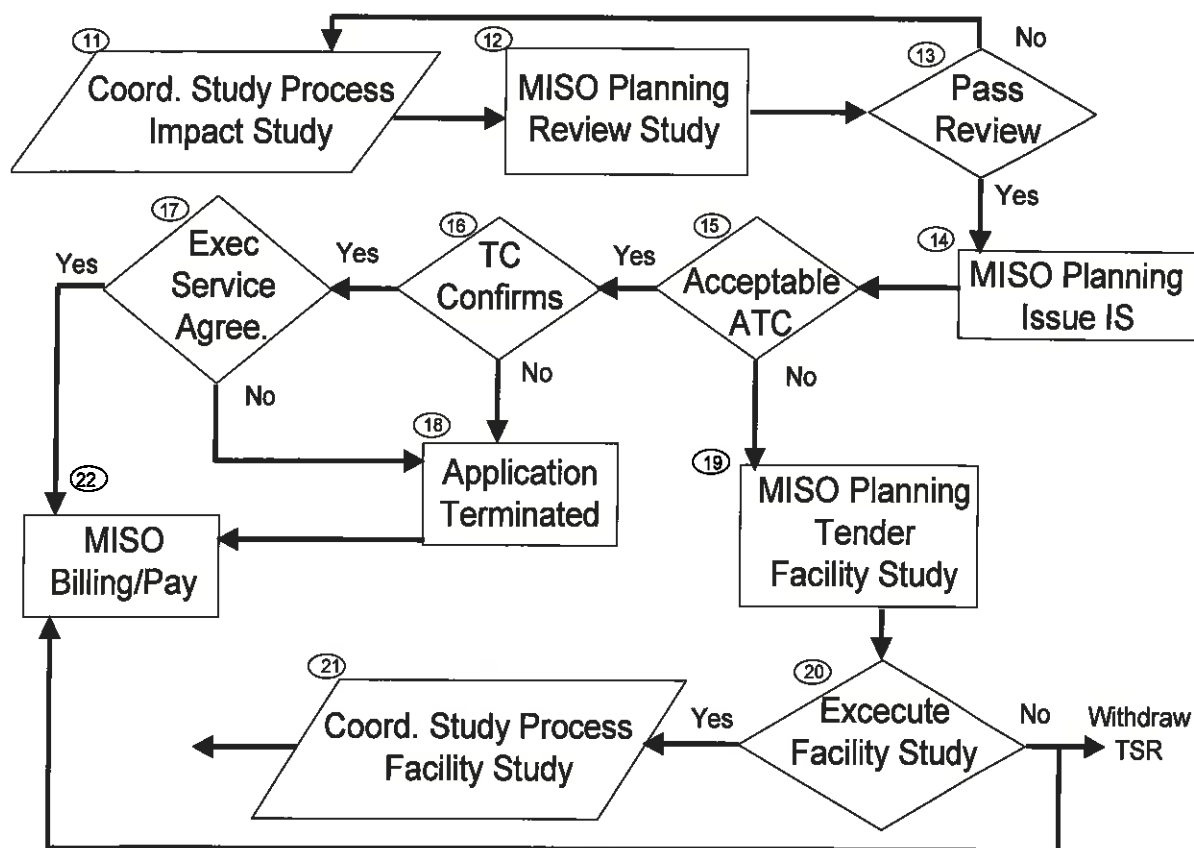 11
Coord. Study Process
Impact Study
12
MISO Planning
Review Study
13
Pass
Review
No
Yes
14
MISO Planning
Issue IS
15
Acceptable
ATC
Yes
No
16
TC
Confirms
Yes
No
17
Exec
Service
Agree.
Yes
No
18
Application
Terminated
19
MISO Planning
Tender
Facility Study
20
Excecute
Facility Study
Yes
No
Withdraw
TSR
21
Coord. Study Process
Facility Study
22
MISO
Billing/Pay